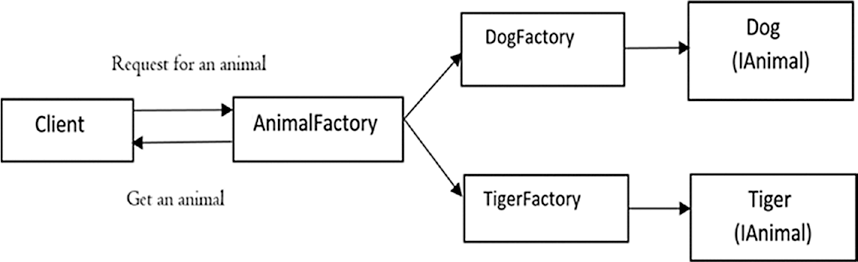 Request for an animal
Client
Get an animal
AnimalFactory
DogFactory
Dog
(IAnimal)
TigerFactory
Tiger
(IAnimal)